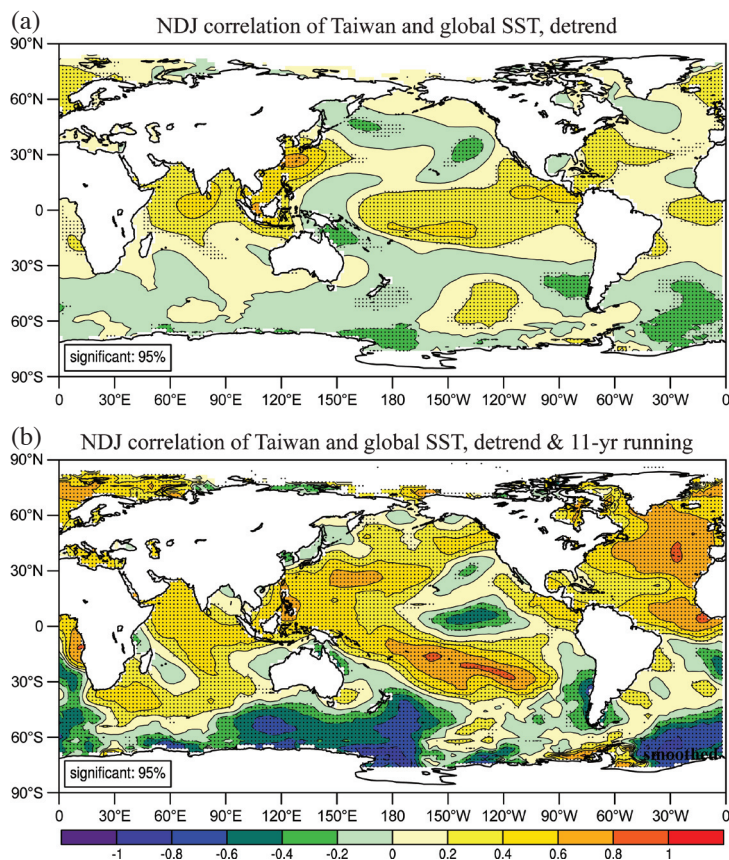 (a)
NDJ correlation of Taiwan and global SST, detrend
90°N
60°N
30°N
0
30°S
60°S
90°S
significant: 95%
0 30°E 60°E 90°E 120°E 150°E 180 150°W 120°W 90°W 60°W 30°W 0
(b)
NDJ correlation of Taiwan and global SST, detrend & 11-yr running
90°N
60°N
30°N
0
30°S
60°S
90°S
smoothed
significant: 95%
0 30°E 60°E 90°E 120°E 150°E 180 150°W 120°W 90°W 60°W 30°W 0
-1 -0.8 -0.6 -0.4 -0.2 0 0.2 0.4 0.6 0.8 1